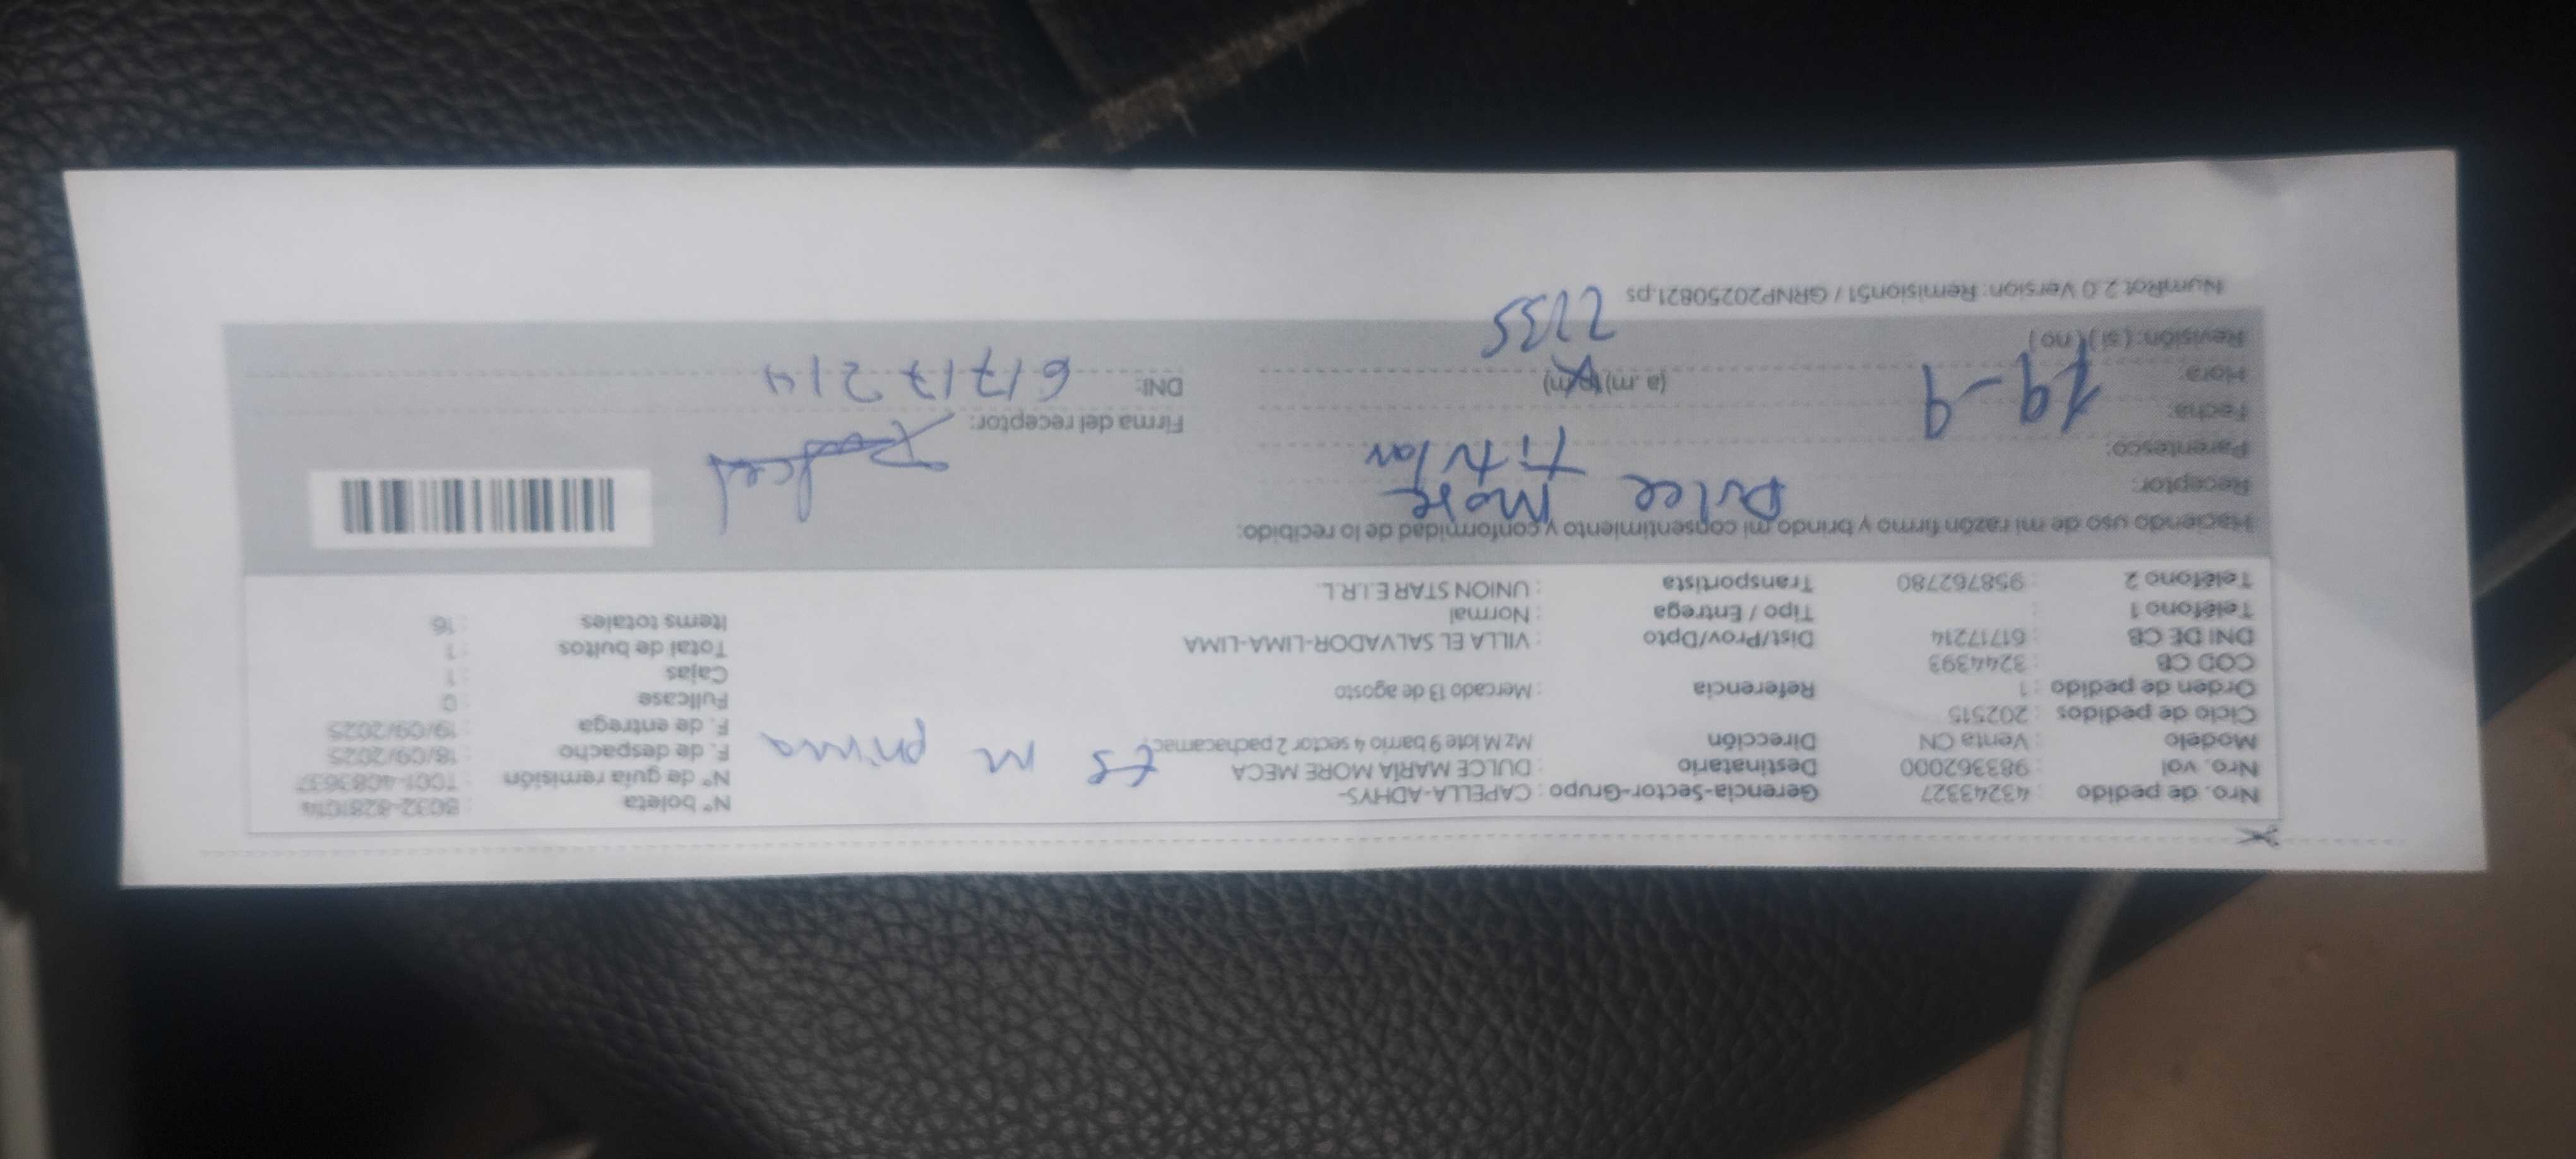 Nro. de pedido : 43243327 Gerencia-Sector-Grupo : CAPELLA-ADHYS- N° boleta : B032-8281014
Nro. vol : 983362000 Destinatario : DULCE MARÍA MORE MECA N° de guía remisión : T001-4083637
Modelo : Venta CN Dirección : Mz M lote 9 barrio 4 sector 2 pachacamac, Es mi prima F. de despacho : 18/09/2025
Ciclo de pedidos : 202515 F. de entrega : 19/09/2025
Orden de pedido : 1 Referencia : Mercado 13 de agosto Fullcase : 0
COD CB : 3244393 Cajas : 1
DNI DE CB : 61717214 Dist/Prov/Dpto : VILLA EL SALVADOR-LIMA-LIMA Total de bultos : 1
Teléfono 1 : Tipo / Entrega : Normal Items totales : 16
Teléfono 2 : 958762780 Transportista : UNION STAR E.I.R.L.
Haciendo uso de mi razón firmo y brindo mi consentimiento y conformidad de lo recibido:
Receptor: Dulce More
Parentesco: Titular
Fecha: 19-9 Firma del receptor:
Hora: (a.m) (p.m) 2235 DNI: 61717214
Revisión: ( si ) ( no )
NumRot 2.0 Version: Remision51 / GRNP20250821.ps